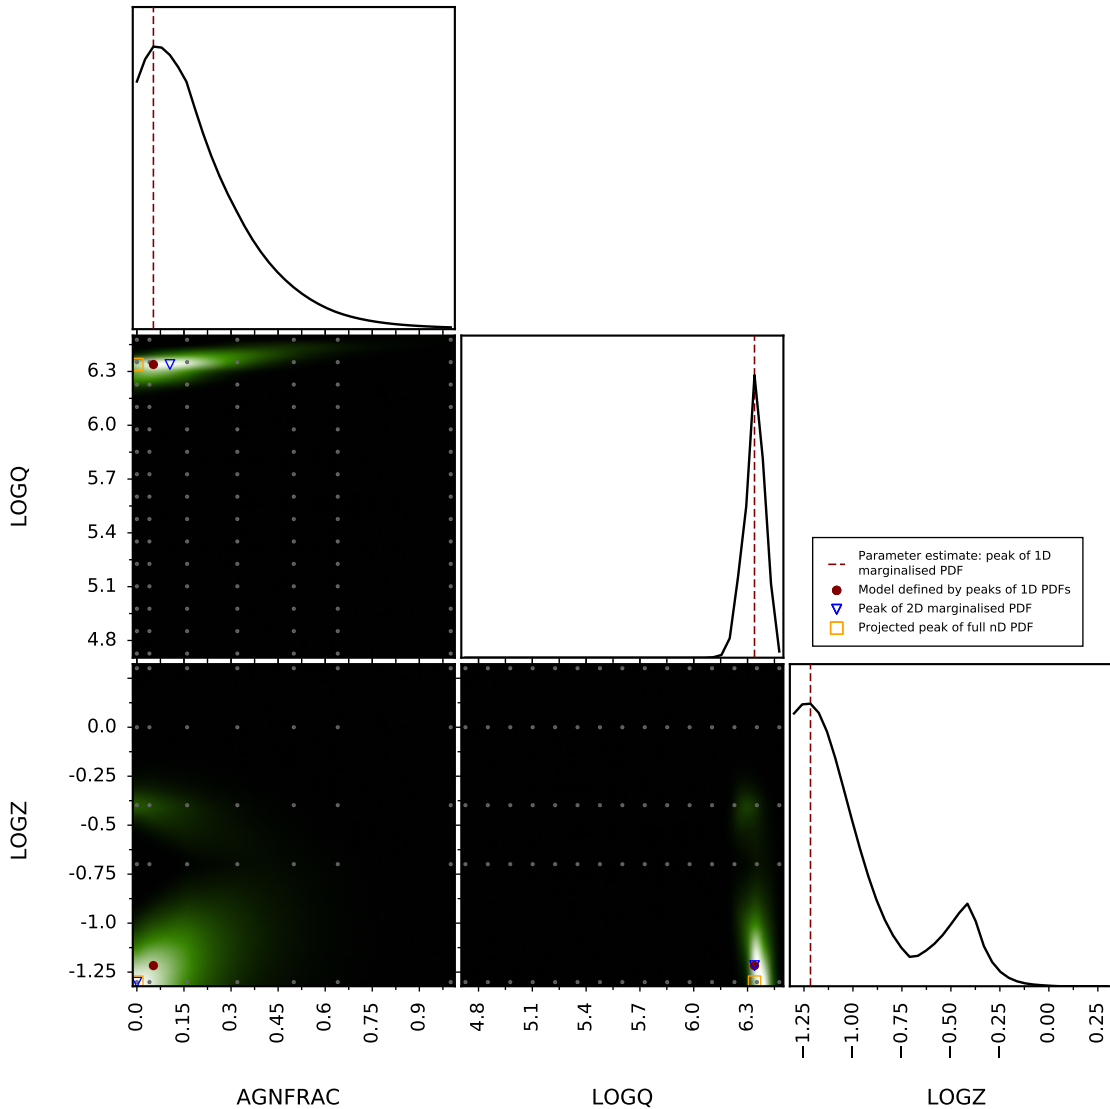 6.3
6.0
5.7
5.4
5.1
4.8
LOGQ
Parameter estimate: peak of 1D
marginalised PDF
Model defined by peaks of 1D PDFs
Peak of 2D marginalised PDF
Projected peak of full nD PDF
0.0
-0.25
-0.5
-0.75
-1.0
-1.25
LOGZ
0.0 0.15 0.3 0.45 0.6 0.75 0.9
4.8 5.1 5.4 5.7 6.0 6.3
−1.25 −1.00 −0.75 −0.50 −0.25 0.00 0.25
AGNFRAC LOGQ LOGZ